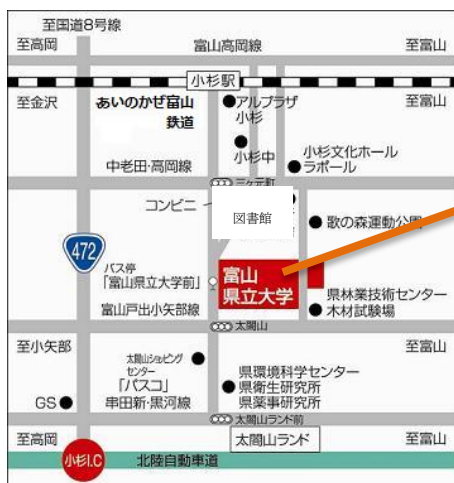 至国道8号線
至高岡
富山高岡線
至富山
小杉駅
至金沢
あいのかぜ富山
鉄道
アルプラザ
小杉
至富山
小杉中
小杉文化ホール
ラポール
中老田・高岡線
三ケ元町
コンビニ
図書館
歌の森運動公園
472
バス停
「富山県立大学前」
富山
県立大学
富山戸出小矢部線
県林業技術センター
木材試験場
太閤山
至小矢部
至富山
太閤山ショッピング
センター
「パスコ」
県環境科学センター
県衛生研究所
県薬事研究所
GS
串田新・黒河線
太閤山ランド前
至高岡
太閤山ランド
至富山
小杉I.C
北陸自動車道